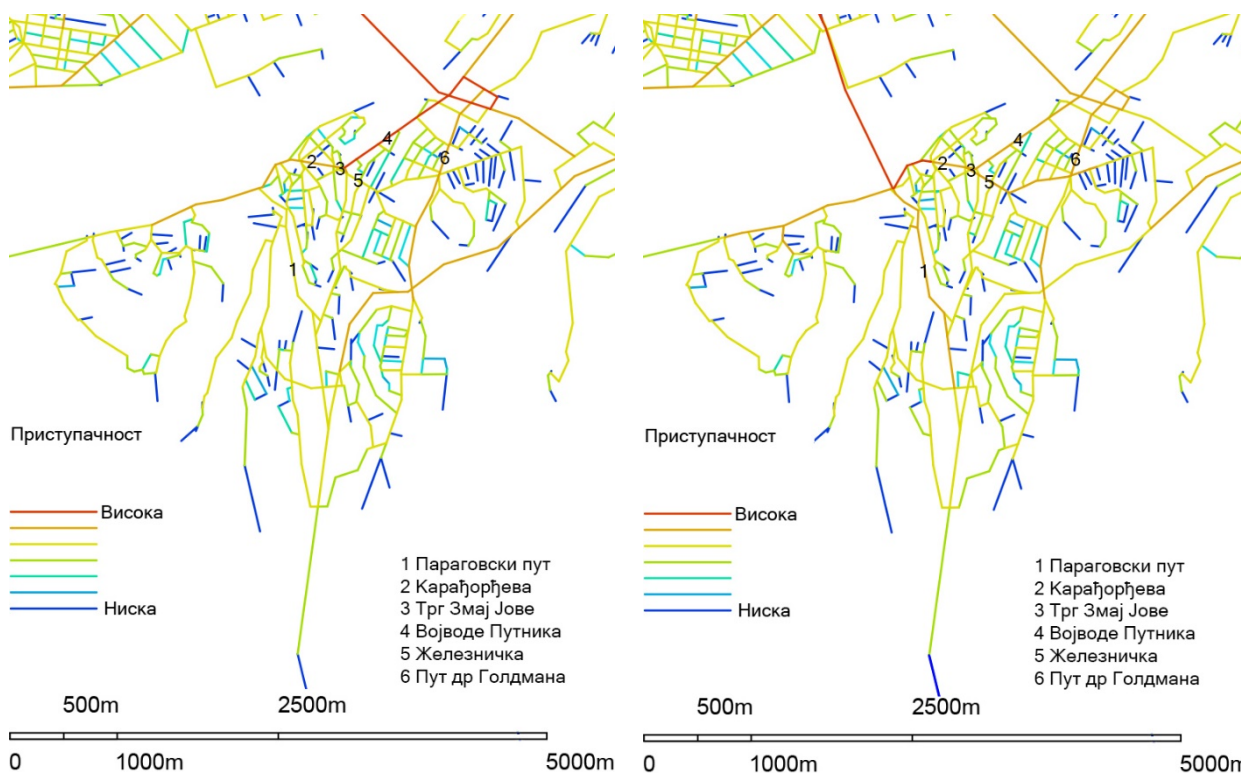 1
2
3
4
5
6
Приступачност
Висока
Ниска
1 Параговски пут
2 Карађорђева
3 Трг Змај Јове
4 Војводе Путника
5 Железничка
6 Пут др Голдмана
500m 2500m
0 1000m 5000m
1
2
3
4
5
6
Приступачност
Висока
Ниска
1 Параговски пут
2 Карађорђева
3 Трг Змај Јове
4 Војводе Путника
5 Железничка
6 Пут др Голдмана
500m 2500m
0 1000m 5000m